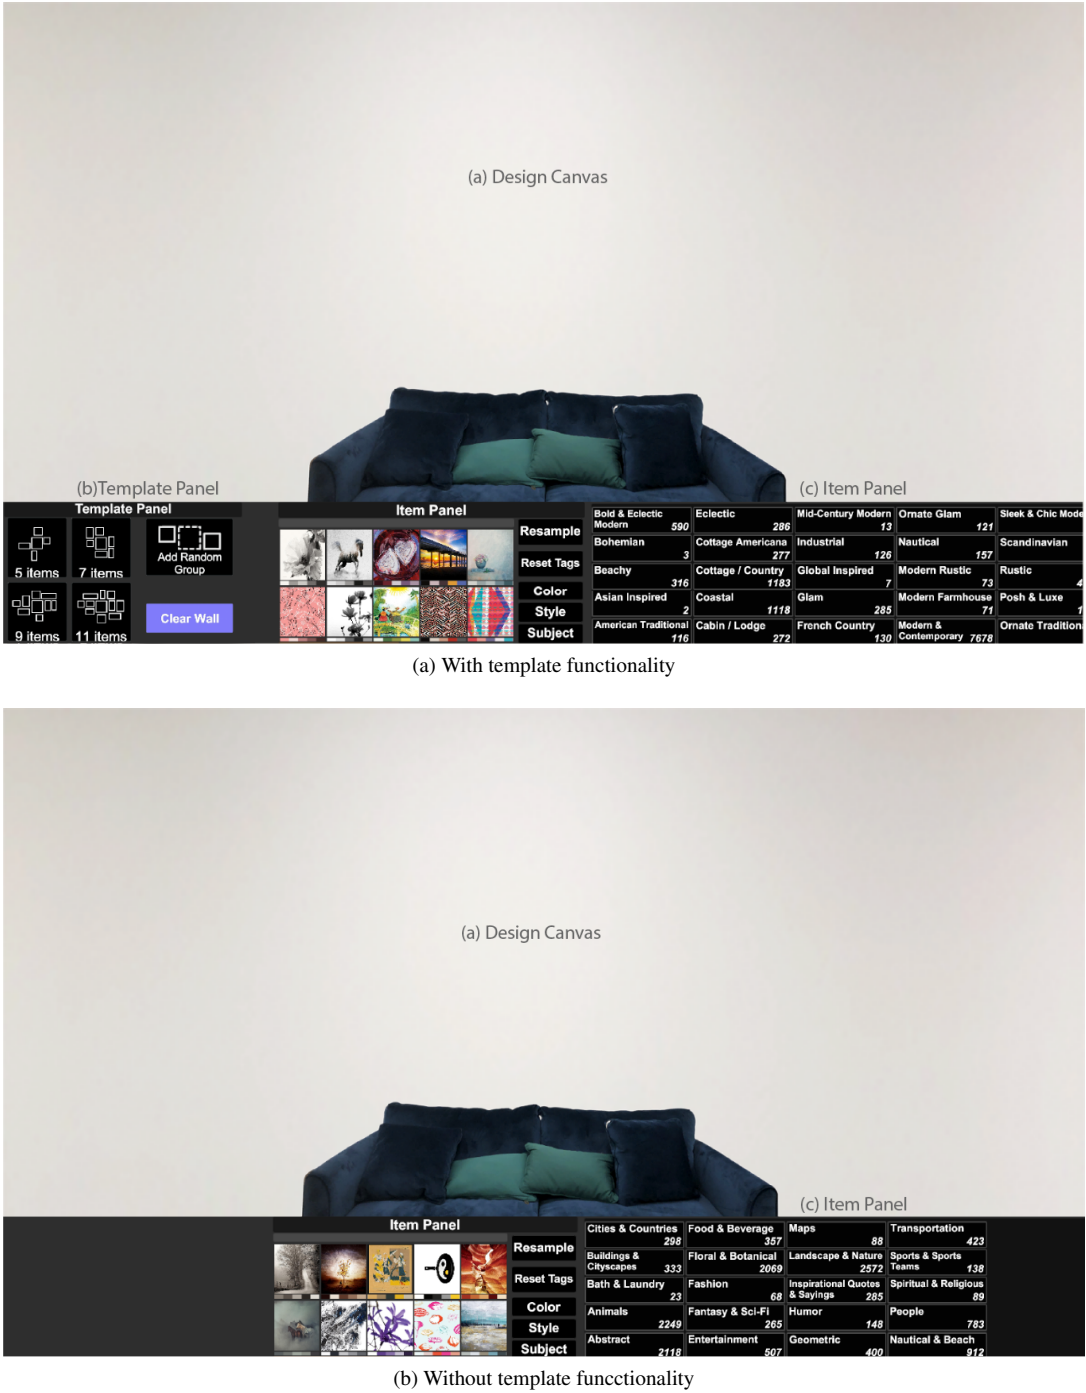 (a) Design Canvas
(b)Template Panel
(c) Item Panel
Template Panel
5 items
7 items
Add Random
Group
9 items
11 items
Clear Wall
Item Panel
Resample
Reset Tags
Color
Style
Subject
Bold & Eclectic
Modern 590
Eclectic
286
Mid-Century Modern
13
Ornate Glam
121
Sleek & Chic Mode
Bohemian
3
Cottage Americana
277
Industrial
126
Nautical
157
Scandinavian
Beachy
316
Cottage / Country
1183
Global Inspired
7
Modern Rustic
73
Rustic
4
Asian Inspired
2
Coastal
1118
Glam
285
Modern Farmhouse
71
Posh & Luxe
1
American Traditional
116
Cabin / Lodge
272
French Country
130
Modern &
Contemporary 7678
Ornate Tradition
(a) With template functionality
(a) Design Canvas
(c) Item Panel
Item Panel
Resample
Reset Tags
Color
Style
Subject
Cities & Countries
298
Food & Beverage
357
Maps
88
Transportation
423
Buildings &
Cityscapes 333
Floral & Botanical
2069
Landscape & Nature
2572
Sports & Sports
Teams 138
Bath & Laundry
23
Fashion
68
Inspirational Quotes
& Sayings 285
Spiritual & Religious
89
Animals
2249
Fantasy & Sci-Fi
265
Humor
148
People
783
Abstract
2118
Entertainment
507
Geometric
400
Nautical & Beach
912
(b) Without template funcctionality